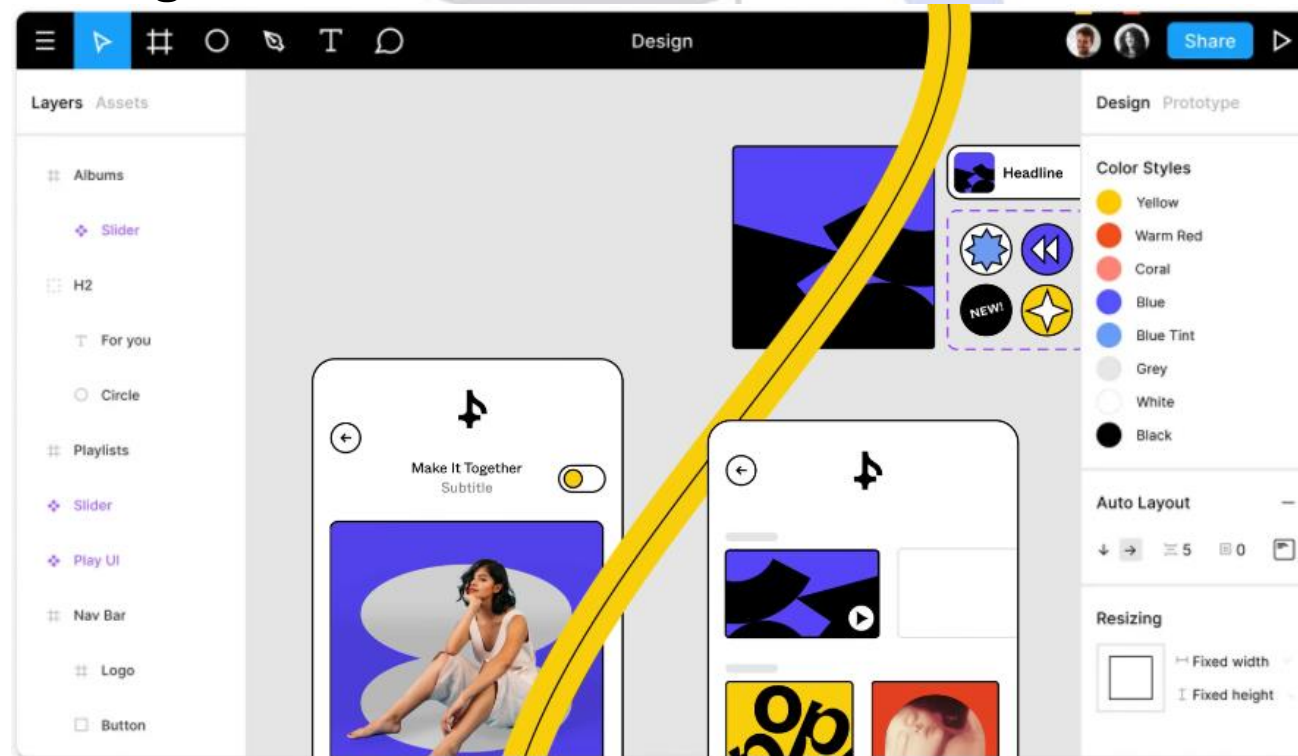 Design
Share
Layers Assets
Albums
Slider
H2
For you
Circle
Playlists
Slider
Play UI
Nav Bar
Logo
Button
Headline
NEW!
Make It Together
Subtitle
Design Prototype
Color Styles
Yellow
Warm Red
Coral
Blue
Blue Tint
Grey
White
Black
Auto Layout
5
0
Resizing
Fixed width
Fixed height